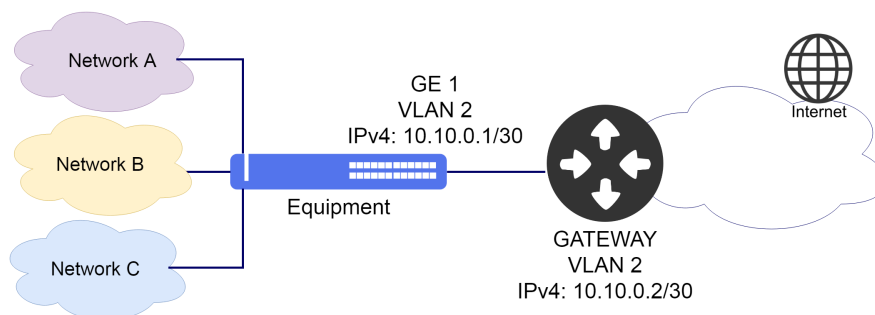 Network A
Network B
Network C
GE 1
VLAN 2
IPv4: 10.10.0.1/30
Equipment
GATEWAY
VLAN 2
IPv4: 10.10.0.2/30
Internet